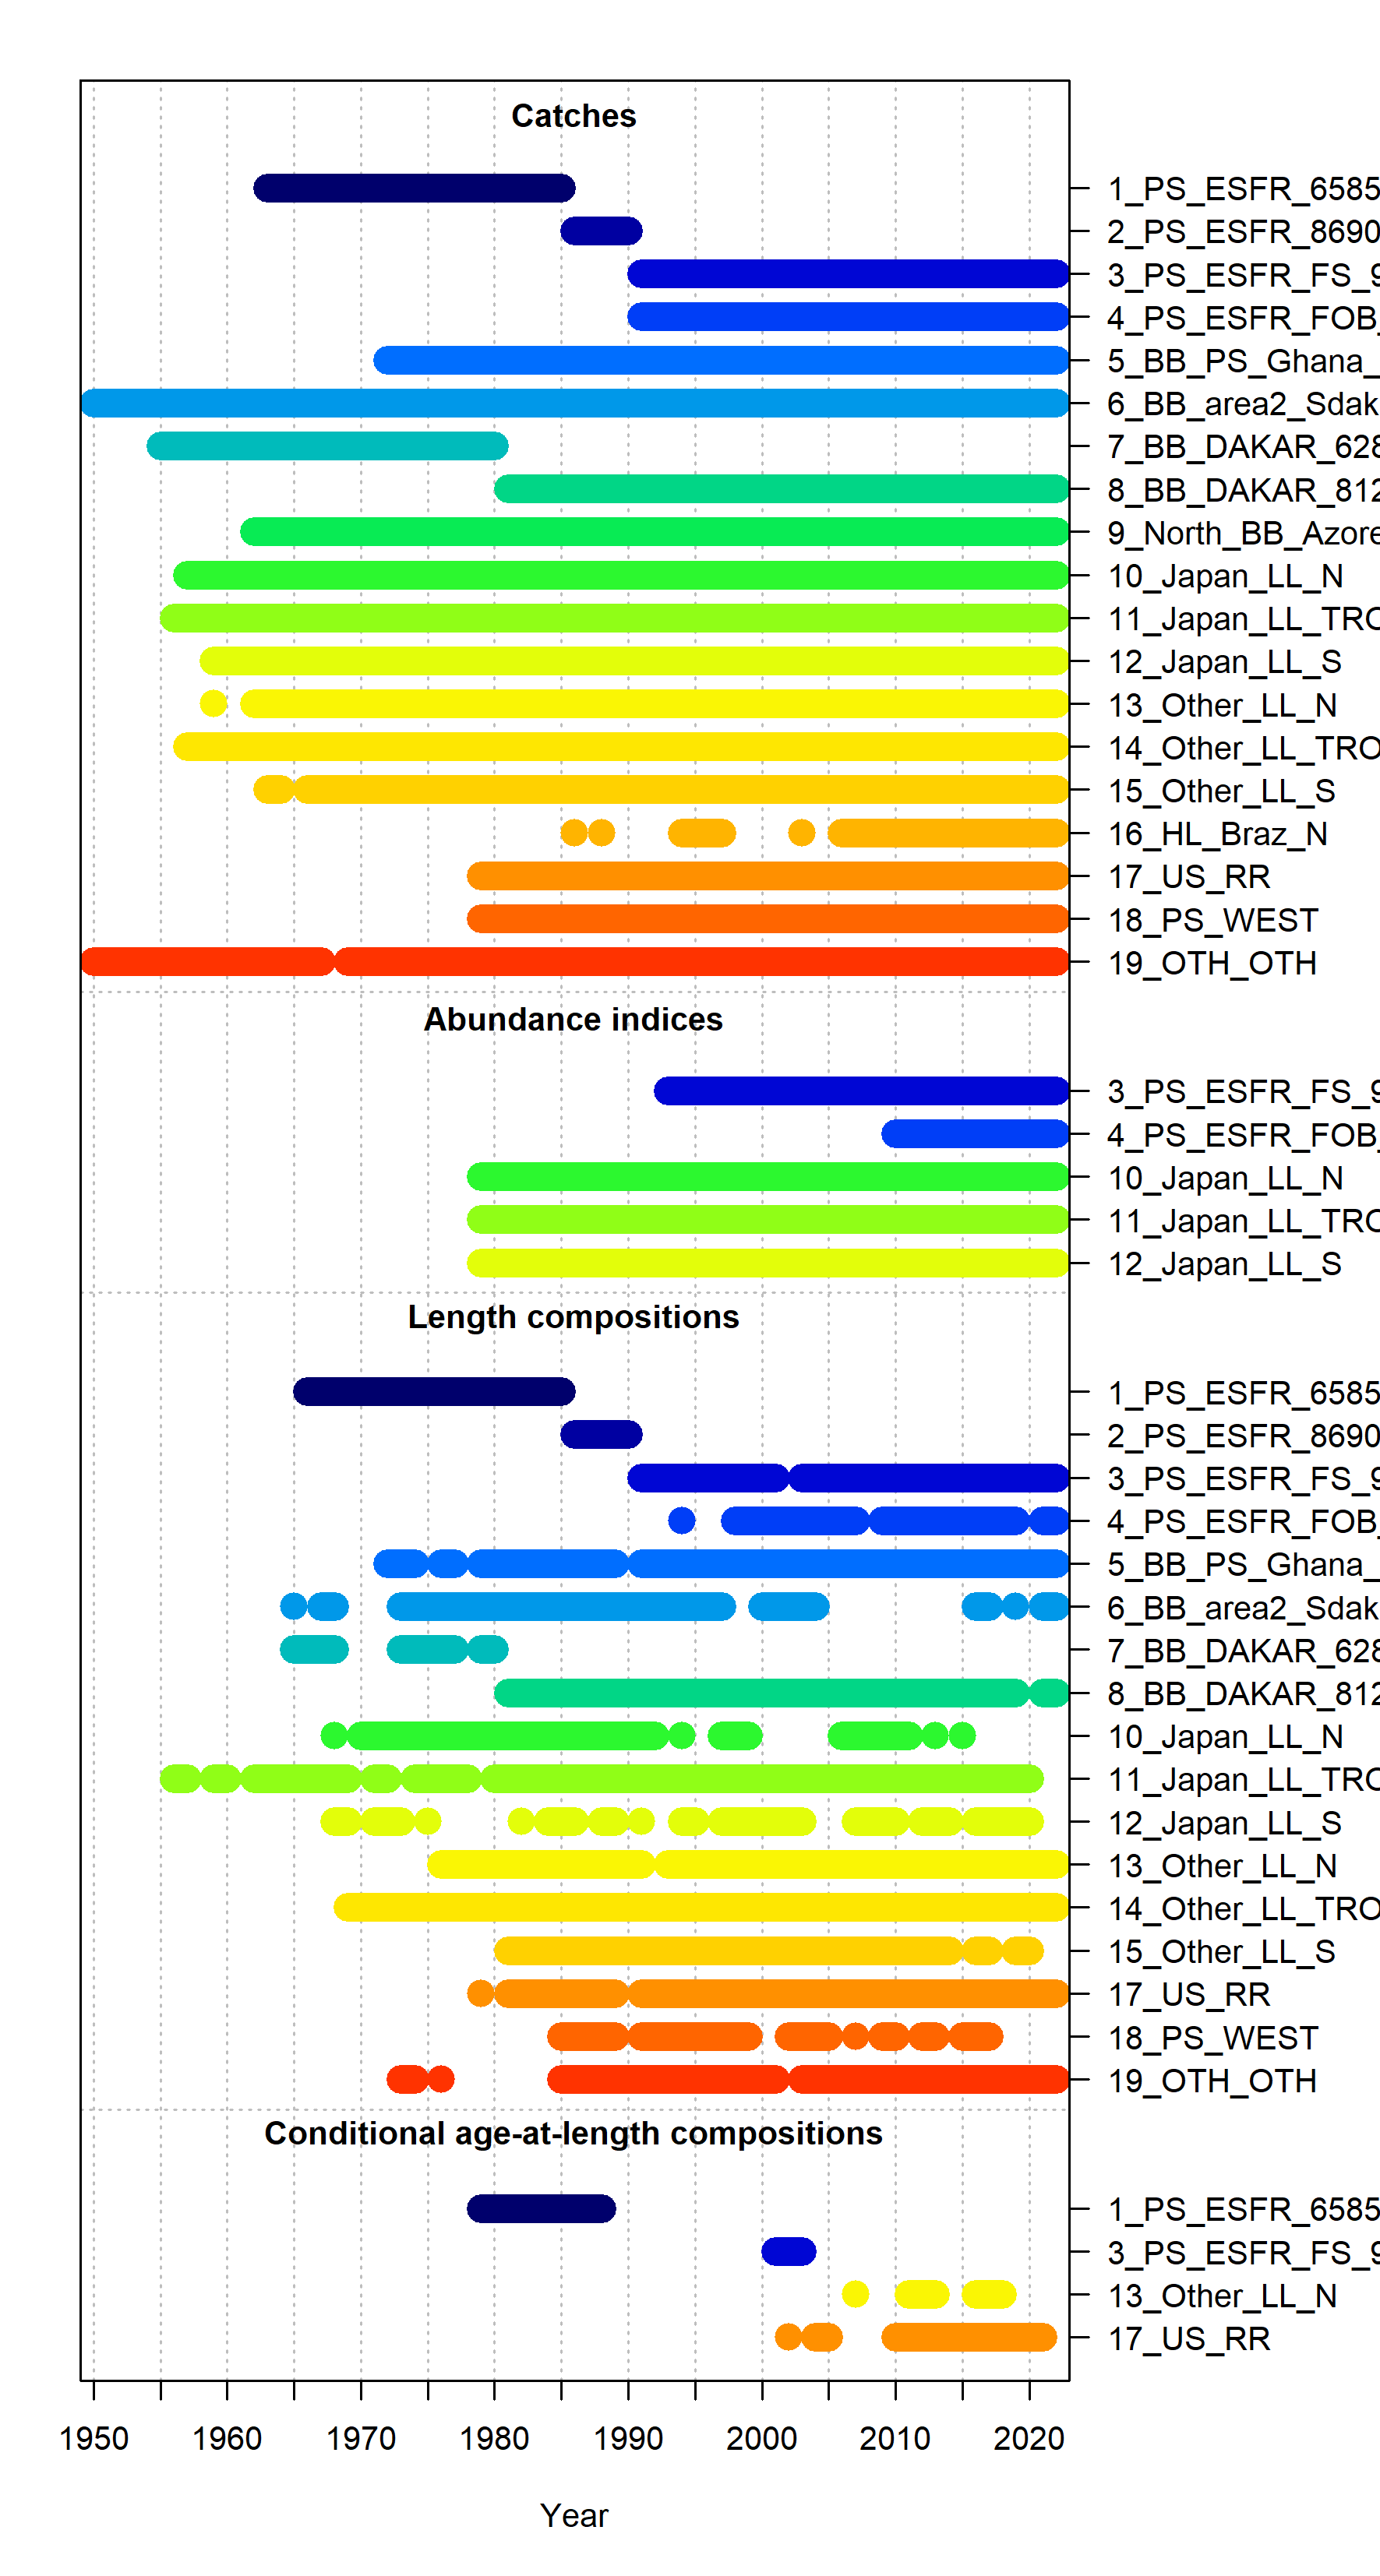 Catches
1_PS_ESFR_6585
2_PS_ESFR_8690
3_PS_ESFR_FS_9
4_PS_ESFR_FOB_
5_BB_PS_Ghana_
6_BB_area2_Sdak
7_BB_DAKAR_628
8_BB_DAKAR_812
9_North_BB_Azore
10_Japan_LL_N
11_Japan_LL_TRO
12_Japan_LL_S
13_Other_LL_N
14_Other_LL_TRO
15_Other_LL_S
16_HL_Braz_N
17_US_RR
18_PS_WEST
19_OTH_OTH
Abundance indices
3_PS_ESFR_FS_9
4_PS_ESFR_FOB_
10_Japan_LL_N
11_Japan_LL_TRO
12_Japan_LL_S
Length compositions
1_PS_ESFR_6585
2_PS_ESFR_8690
3_PS_ESFR_FS_9
4_PS_ESFR_FOB_
5_BB_PS_Ghana_
6_BB_area2_Sdak
7_BB_DAKAR_628
8_BB_DAKAR_812
10_Japan_LL_N
11_Japan_LL_TRO
12_Japan_LL_S
13_Other_LL_N
14_Other_LL_TRO
15_Other_LL_S
17_US_RR
18_PS_WEST
19_OTH_OTH
Conditional age-at-length compositions
1_PS_ESFR_6585
3_PS_ESFR_FS_9
13_Other_LL_N
17_US_RR
1950 1960 1970 1980 1990 2000 2010 2020
Year